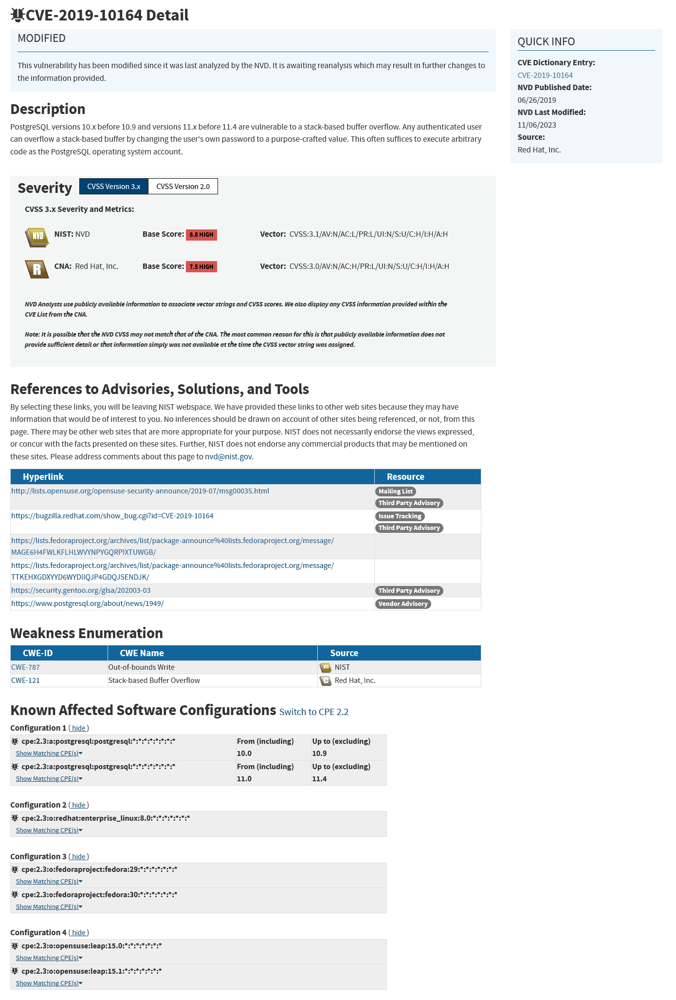 CVE-2019-10164 Detail
MODIFIED
This vulnerability has been modified since it was last analyzed by the NVD. It is awaiting reanalysis which may result in further changes to
the information provided.
QUICK INFO
CVE Dictionary Entry:
CVE-2019-10164
NVD Published Date:
06/26/2019
NVD Last Modified:
11/06/2023
Source:
Red Hat, Inc.
Description
PostgreSQL versions 10.x before 10.9 and versions 11.x before 11.4 are vulnerable to a stack-based buffer overflow. Any authenticated user
can overflow a stack-based buffer by changing the user's own password to a purpose-crafted value. This often suffices to execute arbitrary
code as the PostgreSQL operating system account.
Severity CVSS Version 3.x CVSS Version 2.0
CVSS 3.x Severity and Metrics:
NVD NIST: NVD Base Score: 8.8 HIGH Vector: CVSS:3.1/AV:N/AC:L/PR:L/UI:N/S:U/C:H/I:H/A:H
R CNA: Red Hat, Inc. Base Score: 7.5 HIGH Vector: CVSS:3.0/AV:N/AC:H/PR:L/UI:N/S:U/C:H/I:H/A:H
NVD Analysts use publicly available information to associate vector strings and CVSS scores. We also display any CVSS information provided within the
CVE List from the CNA.
Note: It is possible that the NVD CVSS may not match that of the CNA. The most common reason for this is that publicly available information does not
provide sufficient detail or that information simply was not available at the time the CVSS vector string was assigned.
References to Advisories, Solutions, and Tools
By selecting these links, you will be leaving NIST webspace. We have provided these links to other web sites because they may have
information that would be of interest to you. No inferences should be drawn on account of other sites being referenced, or not, from this
page. There may be other web sites that are more appropriate for your purpose. NIST does not necessarily endorse the views expressed,
or concur with the facts presented on these sites. Further, NIST does not endorse any commercial products that may be mentioned on
these sites. Please address comments about this page to nvd@nist.gov.
Hyperlink Resource
http://lists.opensuse.org/opensuse-security-announce/2019-07/msg00035.html Mailing List
Third Party Advisory
https://bugzilla.redhat.com/show_bug.cgi?id=CVE-2019-10164 Issue Tracking
Third Party Advisory
https://lists.fedoraproject.org/archives/list/package-announce%40lists.fedoraproject.org/message/
MAGE6H4FWLKFLHLWVYNPYGQRPIXTUWGB/
https://lists.fedoraproject.org/archives/list/package-announce%40lists.fedoraproject.org/message/
TTKEHXGDXYYD6WYDIIQJP4GDQJSENDJK/
https://security.gentoo.org/glsa/202003-03 Third Party Advisory
https://www.postgresql.org/about/news/1949/ Vendor Advisory
Weakness Enumeration
CWE-ID CWE Name Source
CWE-787 Out-of-bounds Write NVD NIST
CWE-121 Stack-based Buffer Overflow C Red Hat, Inc.
Known Affected Software Configurations Switch to CPE 2.2
Configuration 1 ( hide )
cpe:2.3:a:postgresql:postgresql:*:*:*:*:*:*:*:* From (including) Up to (excluding)
Show Matching CPE(s) 10.0 10.9
cpe:2.3:a:postgresql:postgresql:*:*:*:*:*:*:*:* From (including) Up to (excluding)
Show Matching CPE(s) 11.0 11.4
Configuration 2 ( hide )
cpe:2.3:o:redhat:enterprise_linux:8.0:*:*:*:*:*:*:*
Show Matching CPE(s)
Configuration 3 ( hide )
cpe:2.3:o:fedoraproject:fedora:29:*:*:*:*:*:*:*
Show Matching CPE(s)
cpe:2.3:o:fedoraproject:fedora:30:*:*:*:*:*:*:*
Show Matching CPE(s)
Configuration 4 ( hide )
cpe:2.3:o:opensuse:leap:15.0:*:*:*:*:*:*:*
Show Matching CPE(s)
cpe:2.3:o:opensuse:leap:15.1:*:*:*:*:*:*:*
Show Matching CPE(s)